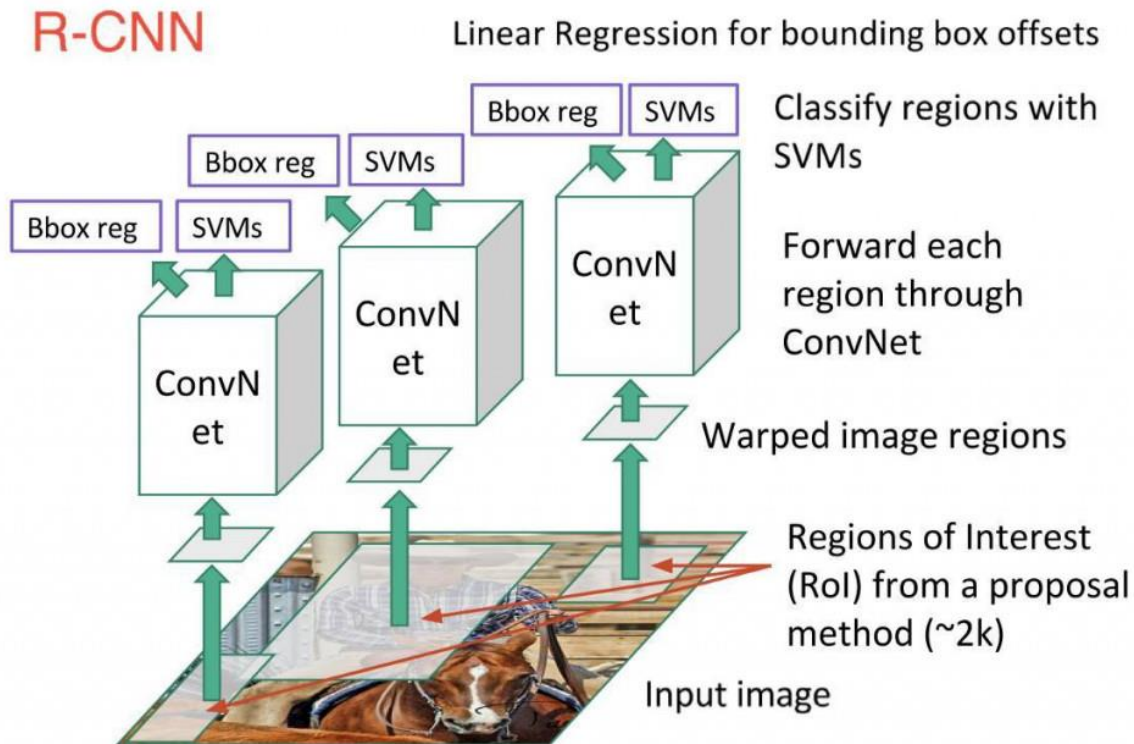 R-CNN
Linear Regression for bounding box offsets
Bbox reg
SVMs
Classify regions with
SVMs
Bbox reg
SVMs
Bbox reg
SVMs
ConvN
et
Forward each
region through
ConvNet
ConvN
et
ConvN
et
Warped image regions
Regions of Interest
(RoI) from a proposal
method (~2k)
Input image